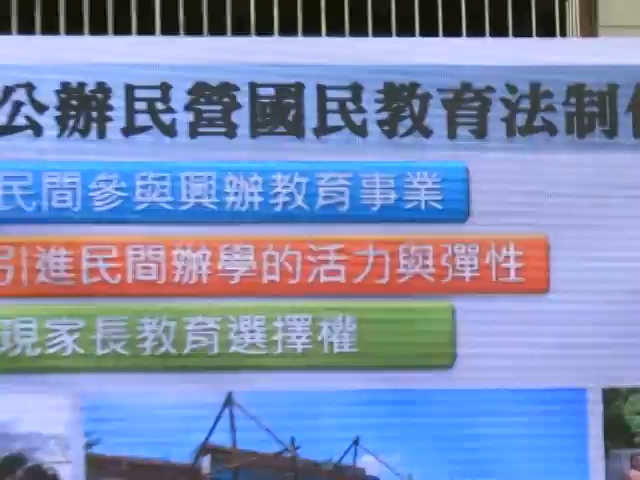 公辦民營國民教育法制
民間參與興辦教育事業
引進民間辦學的活力與彈性
現家長教育選擇權